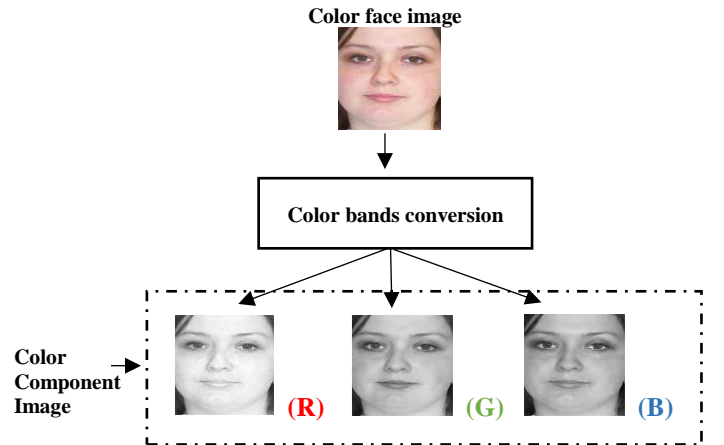 Color face image
Color bands conversion
Color
Component
Image
(R)
(G)
(B)